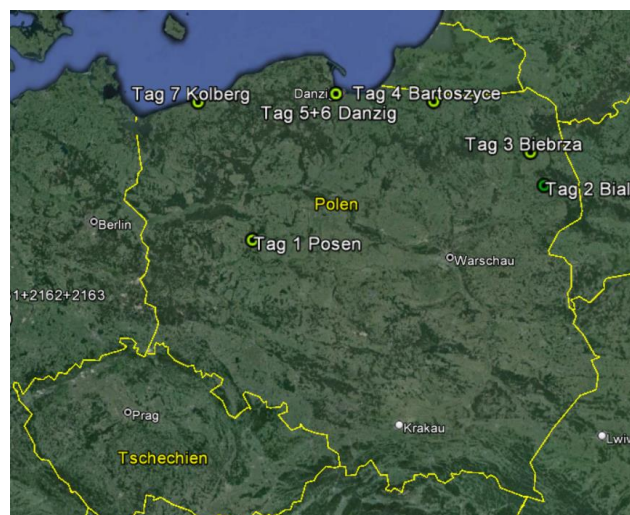 Tag 7 Kolberg
Danzi
Tag 4 Bartoszyce
Tag 5+6 Danzig
Tag 3 Biebrza
Tag 2 Bial
Polen
Berlin
Tag 1 Posen
Warschau
1+2162+2163
Prag
Krakau
Lwiv
Tschechien